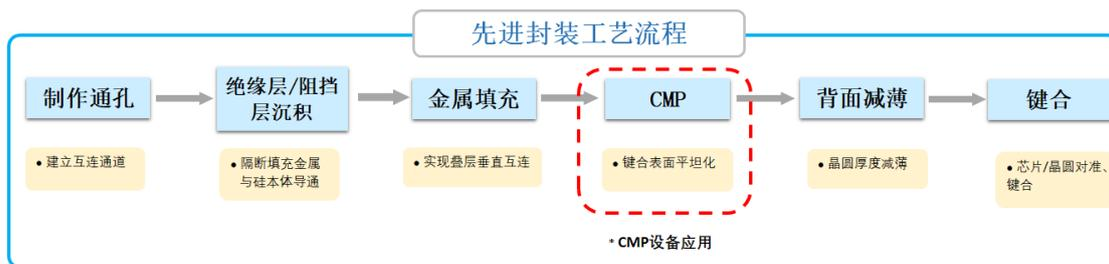 先进封装工艺流程
制作通孔
绝缘层/阻挡
层沉积
金属填充
CMP
背面减薄
键合
• 建立互连通道
• 隔断填充金属
与硅本体导通
• 实现叠层垂直互连
• 键合表面平坦化
• 晶圆厚度减薄
• 芯片/晶圆对准、
键合
* CMP设备应用